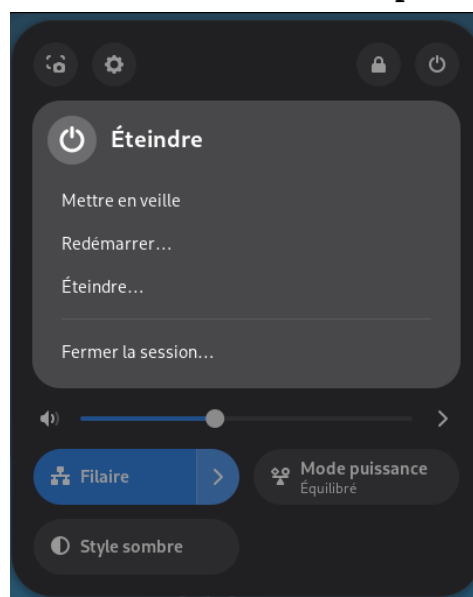 Éteindre
Mettre en veille
Redémarrer...
Éteindre...
Fermer la session...
Filaire
Mode puissance
Équilibré
Style sombre